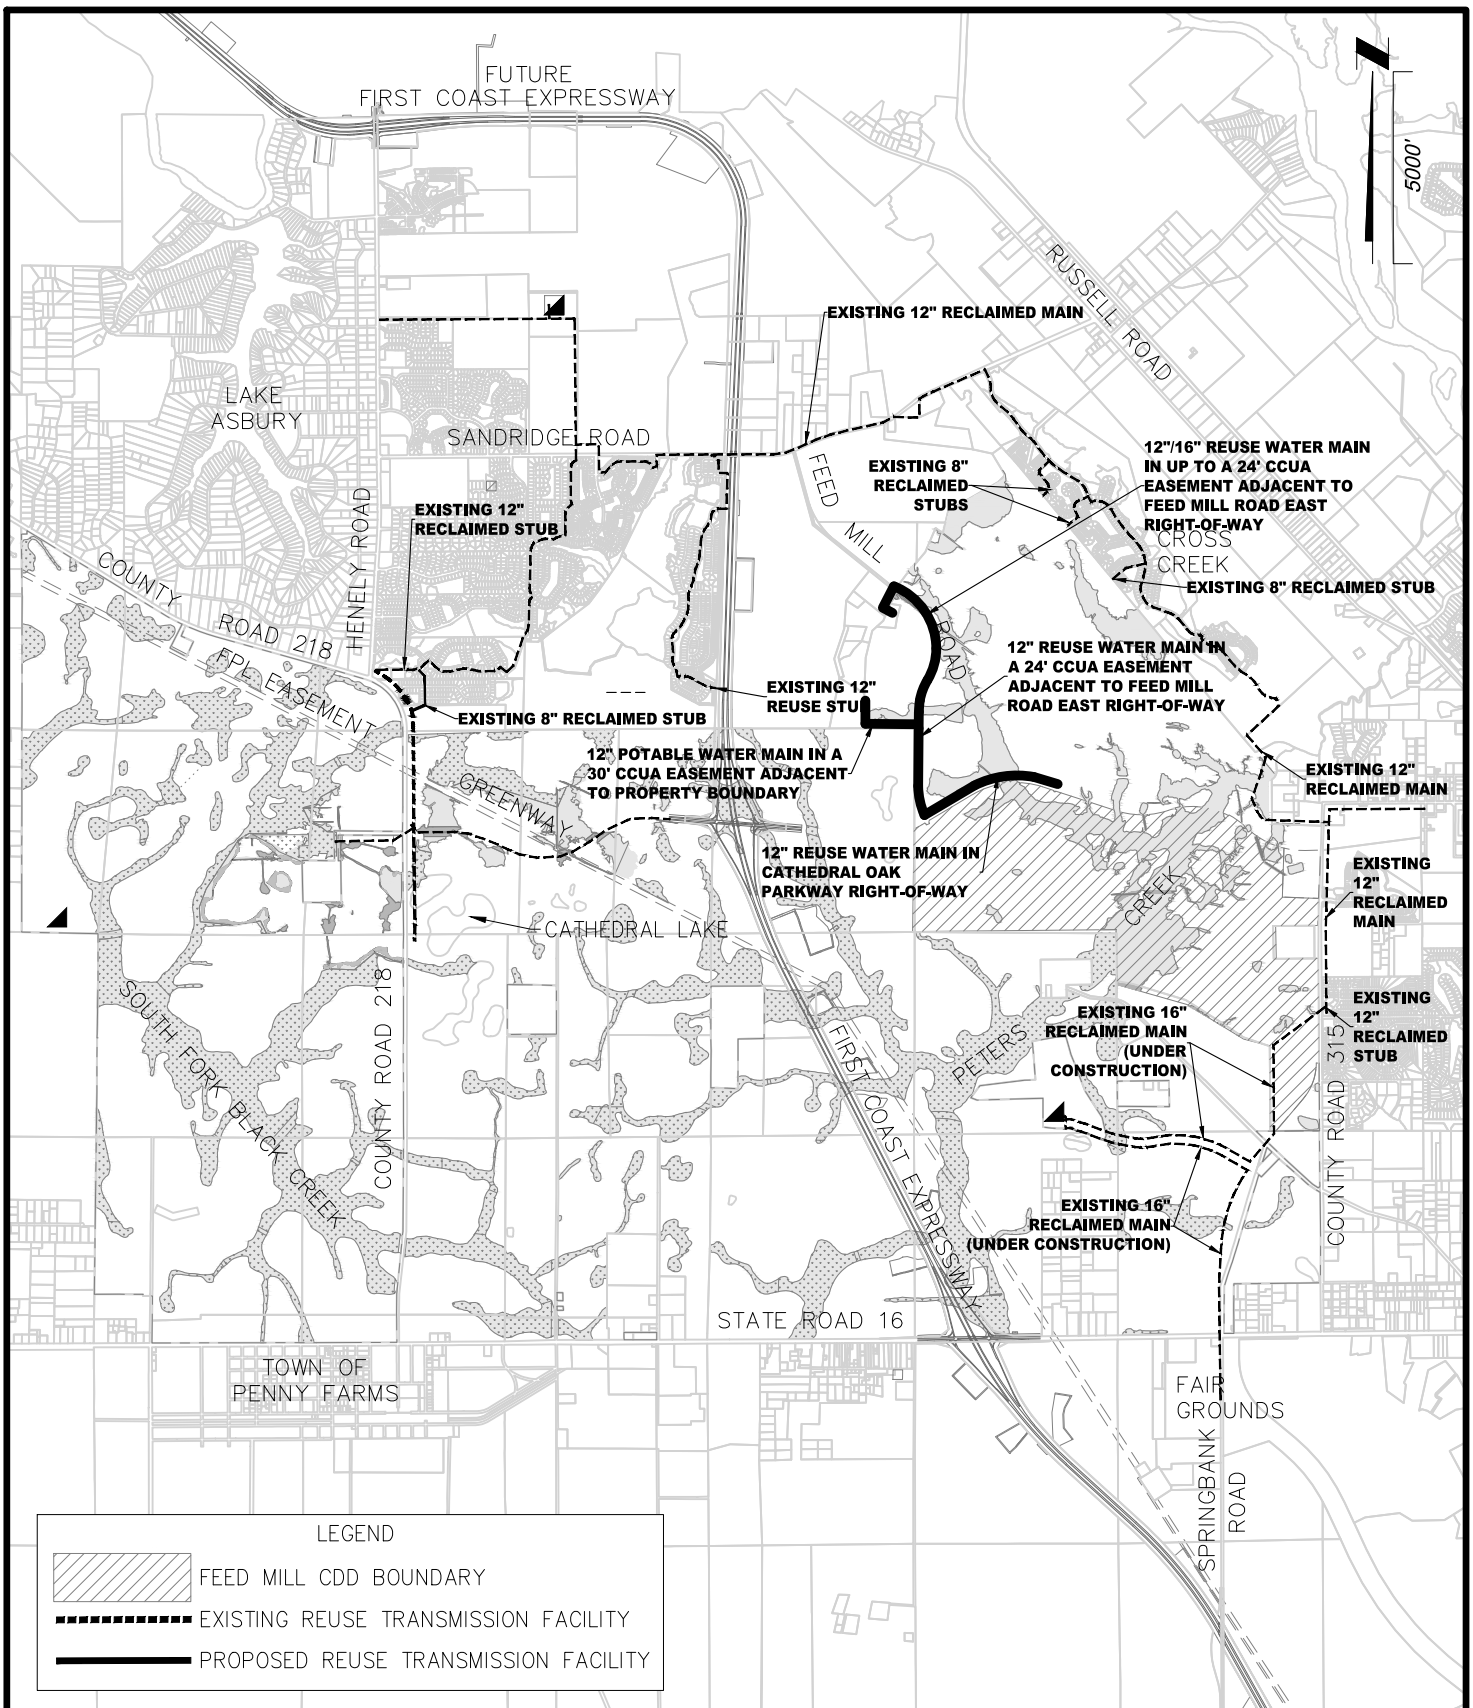 FUTURE
FIRST COAST EXPRESSWAY
5000'
RUSSELL ROAD
EXISTING 12" RECLAIMED MAIN
LAKE
ASBURY
SANDRIDGE ROAD
HENELY ROAD
EXISTING 12"
RECLAIMED STUB
FEED MILL ROAD
EXISTING 8"
RECLAIMED
STUBS
12"/16" REUSE WATER MAIN
IN UP TO A 24' CCUA
EASEMENT ADJACENT TO
FEED MILL ROAD EAST
RIGHT-OF-WAY
CROSS
CREEK
EXISTING 8" RECLAIMED STUB
COUNTY ROAD 218
FPL EASEMENT
12" REUSE WATER MAIN IN
A 24' CCUA EASEMENT
ADJACENT TO FEED MILL
ROAD EAST RIGHT-OF-WAY
EXISTING 12"
REUSE STUB
EXISTING 8" RECLAIMED STUB
12" POTABLE WATER MAIN IN A
30' CCUA EASEMENT ADJACENT
TO PROPERTY BOUNDARY
GREENWAY
EXISTING 12"
RECLAIMED MAIN
12" REUSE WATER MAIN IN
CATHEDRAL OAK
PARKWAY RIGHT-OF-WAY
EXISTING
12"
RECLAIMED
MAIN
CATHEDRAL LAKE
PETERS CREEK
SOUTH FORK BLACK CREEK
COUNTY ROAD 218
FIRST COAST EXPRESSWAY
EXISTING 16"
RECLAIMED MAIN
(UNDER
CONSTRUCTION)
EXISTING
12"
RECLAIMED
STUB
COUNTY ROAD 315
EXISTING 16"
RECLAIMED MAIN
(UNDER CONSTRUCTION)
STATE ROAD 16
TOWN OF
PENNY FARMS
FAIR
GROUNDS
SPRINGBANK
ROAD
LEGEND
FEED MILL CDD BOUNDARY
EXISTING REUSE TRANSMISSION FACILITY
PROPOSED REUSE TRANSMISSION FACILITY